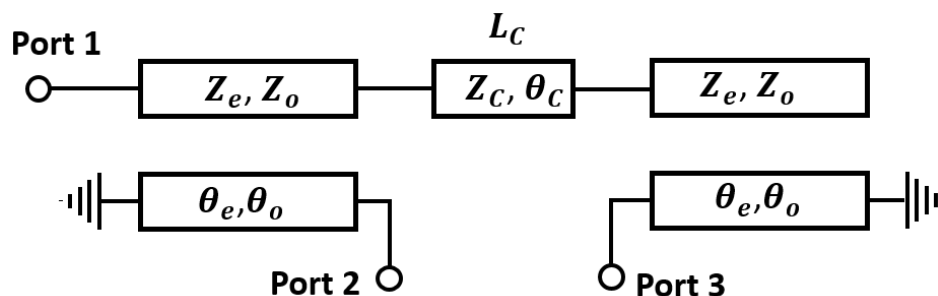 L_C
Port 1
Z_e, Z_o
Z_C, θ_C
Z_e, Z_o
θ_e,θ_o
θ_e,θ_o
Port 2
Port 3